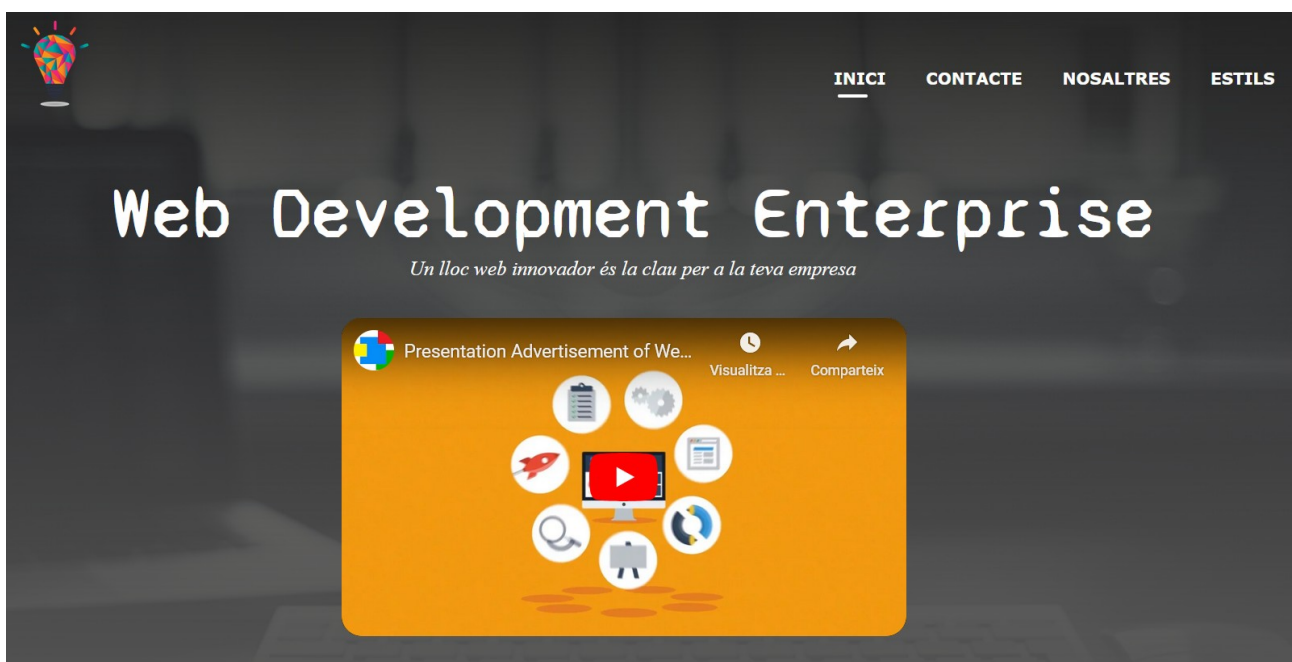 INICI CONTACTE NOSALTRES ESTILS
Web Development Enterprise
Un lloc web innovador és la clau per a la teva empresa
Presentation Advertisement of We...
Visualitza ... Comparteix